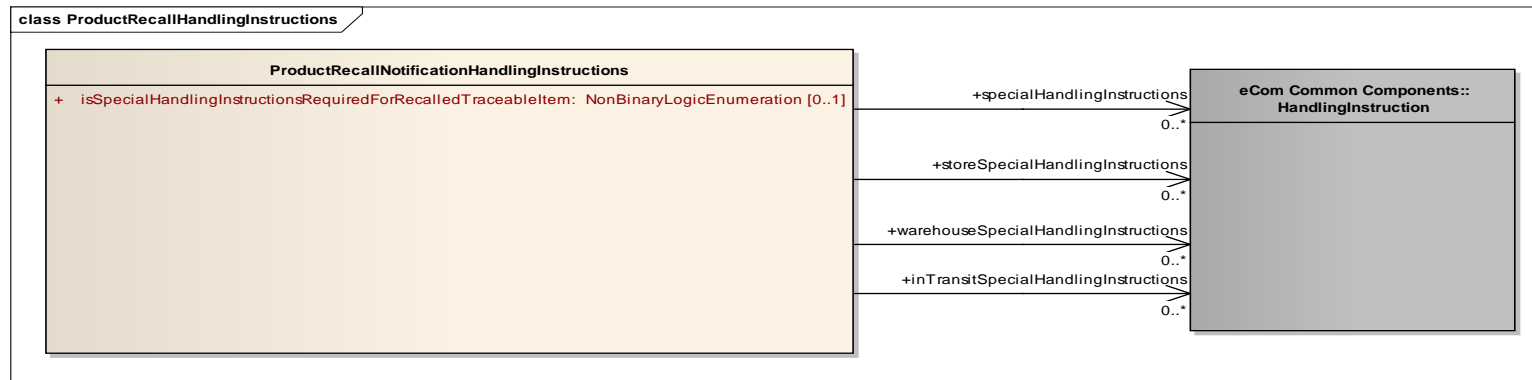 class ProductRecallHandlingInstructions
ProductRecallNotificationHandlingInstructions
+ isSpecialHandlingInstructionsRequiredForRecalledTraceableItem: NonBinaryLogicEnumeration [0..1]
+specialHandlingInstructions
0..*
+storeSpecialHandlingInstructions
0..*
+warehouseSpecialHandlingInstructions
0..*
+inTransitSpecialHandlingInstructions
0..*
eCom Common Components::
HandlingInstruction